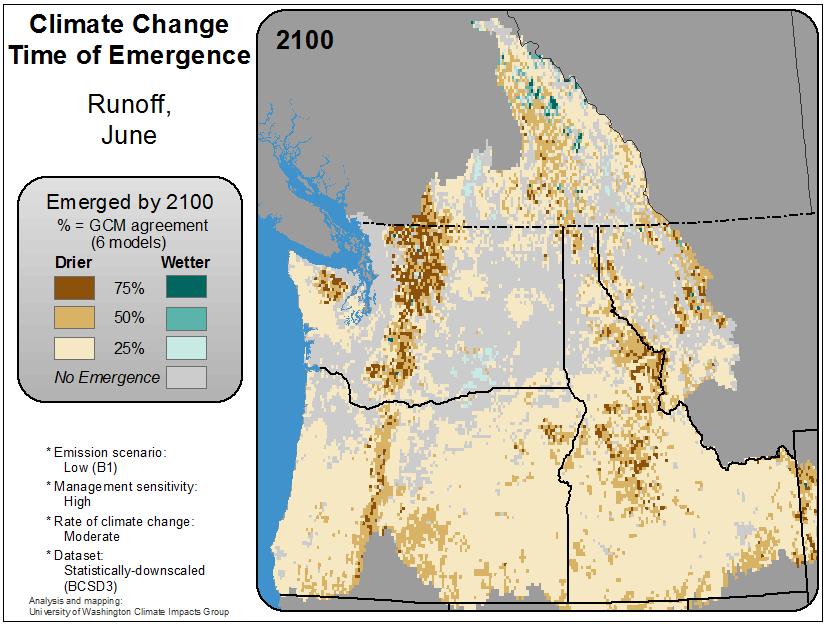 Climate Change
Time of Emergence
Runoff,
June
Emerged by 2100
% = GCM agreement
(6 models)
Drier Wetter
75%
50%
25%
No Emergence
* Emission scenario:
Low (B1)
* Management sensitivity:
High
* Rate of climate change:
Moderate
* Dataset:
Statistically-downscaled
(BCSD3)
Analysis and mapping:
University of Washington Climate Impacts Group
2100